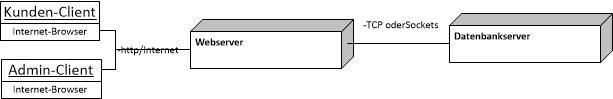 Kunden-Client
Internet-Browser
-http/Internet
Webserver
-TCP oderSockets
Datenbankserver
Admin-Client
Internet-Browser